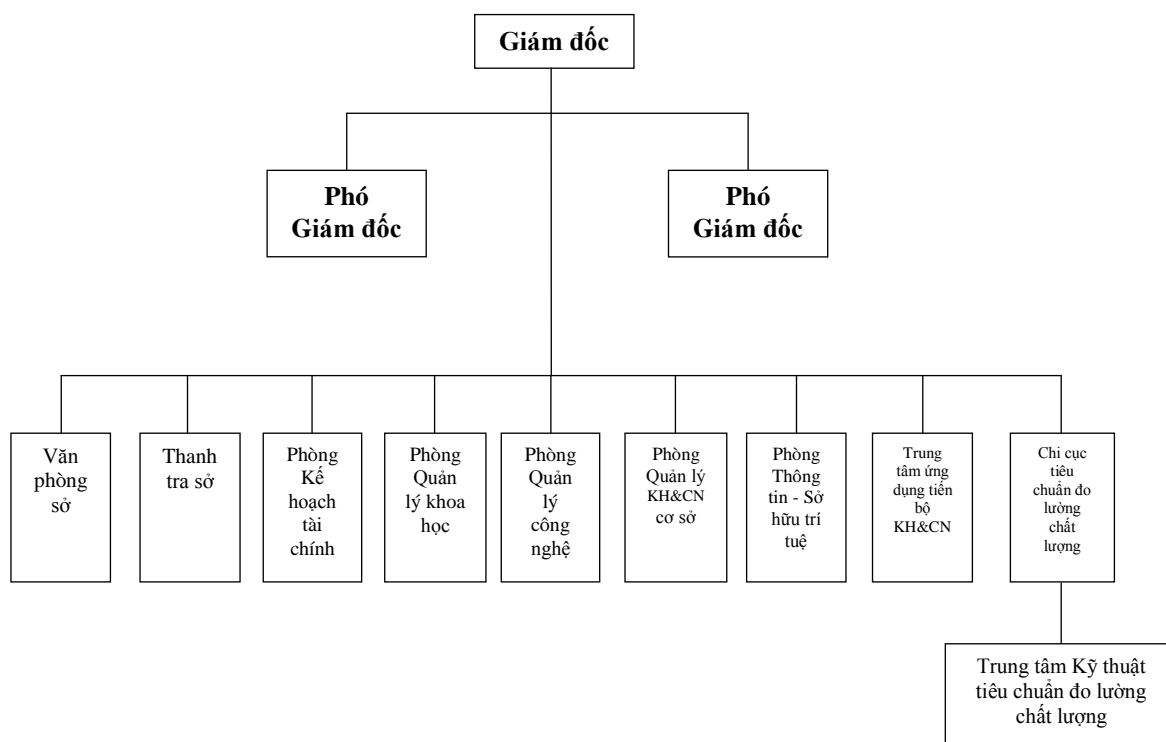 Giám đốc
Phó
Giám đốc
Phó
Giám đốc
Văn
phòng
sở
Thanh
tra sở
Phòng
Kế
hoạch
tài
chính
Phòng
Quản
lý khoa
học
Phòng
Quản
lý
công
nghệ
Phòng
Quản lý
KH&CN
cơ sở
Phòng
Thông
tin - Sở
hữu trí
tuệ
Trung
tâm ứng
dụng tiến
bộ
KH&CN
Chi cục
tiêu
chuẩn đo
lường
chất
lượng
Trung tâm Kỹ thuật
tiêu chuẩn đo lường
chất lượng